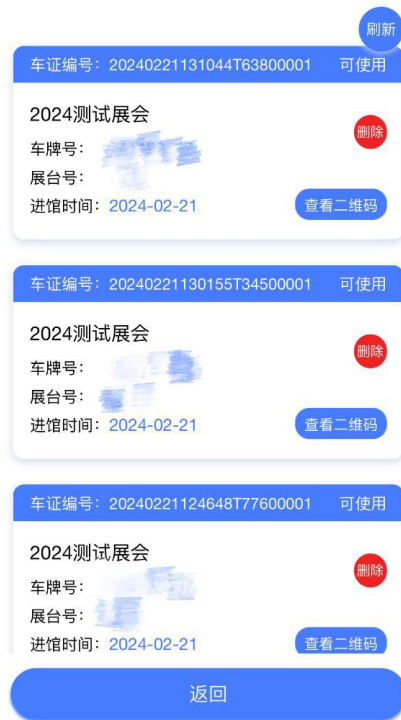 刷新
车证编号：20240221131044T63800001 可使用
2024测试展会
删除
车牌号：
展台号：
进馆时间：2024-02-21 查看二维码
车证编号：20240221130155T34500001 可使用
2024测试展会
删除
车牌号：
展台号：
进馆时间：2024-02-21 查看二维码
车证编号：20240221124648T77600001 可使用
2024测试展会
删除
车牌号：
展台号：
进馆时间：2024-02-21 查看二维码
返回